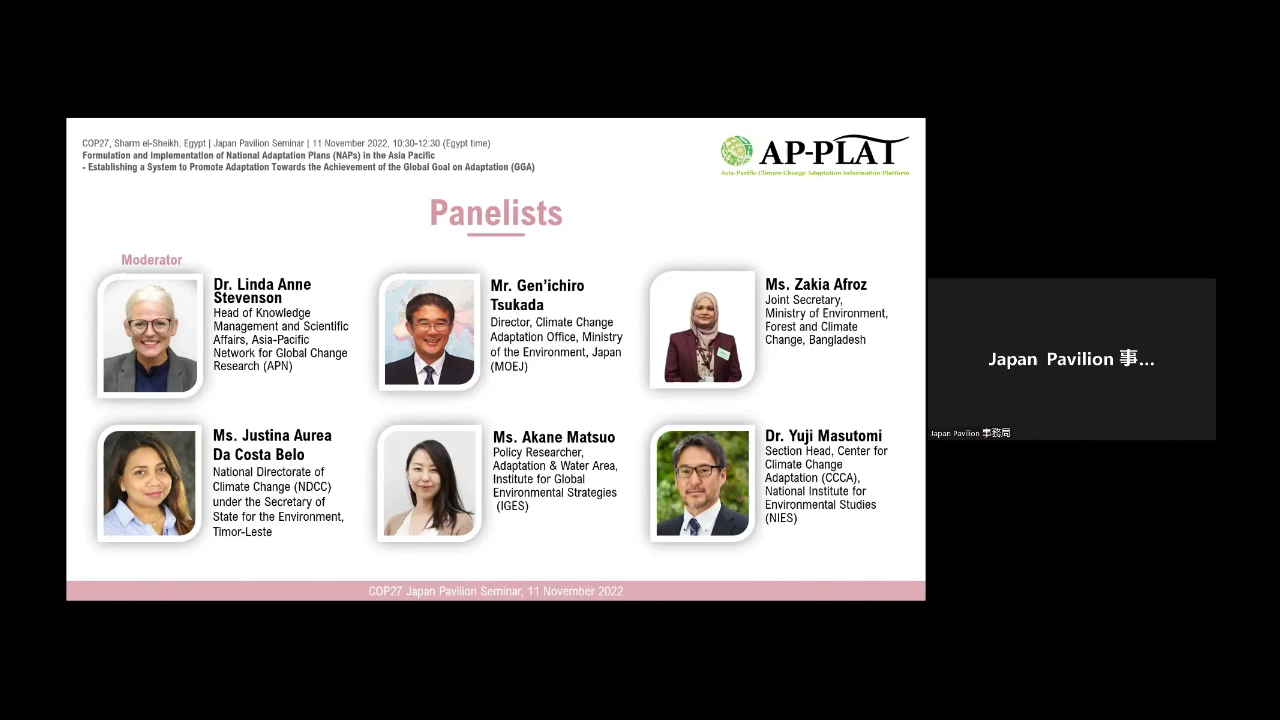 COP27, Sharm el-Sheikh, Egypt | Japan Pavilion Seminar | 11 November 2022, 10:30-12:30 (Egypt time)
Formulation and Implementation of National Adaptation Plans (NAPs) in the Asia Pacific
- Establishing a System to Promote Adaptation Towards the Achievement of the Global Goal on Adaptation (GGA)
AP-PLAT
Asia-Pacific Climate Change Adaptation Information Platform
Panelists
Moderator
Dr. Linda Anne
Stevenson
Head of Knowledge
Management and Scientific
Affairs, Asia-Pacific
Network for Global Change
Research (APN)
Mr. Gen'ichiro
Tsukada
Director, Climate Change
Adaptation Office, Ministry
of the Environment, Japan
(MOEJ)
Ms. Zakia Afroz
Joint Secretary,
Ministry of Environment,
Forest and Climate
Change, Bangladesh
Ms. Justina Aurea
Da Costa Belo
National Directorate of
Climate Change (NDCC)
under the Secretary of
State for the Environment,
Timor-Leste
Ms. Akane Matsuo
Policy Researcher,
Adaptation & Water Area,
Institute for Global
Environmental Strategies
(IGES)
Dr. Yuji Masutomi
Section Head, Center for
Climate Change
Adaptation (CCCA),
National Institute for
Environmental Studies
(NIES)
COP27 Japan Pavilion Seminar, 11 November 2022
Japan Pavilion 事...
Japan Pavilion 事務局